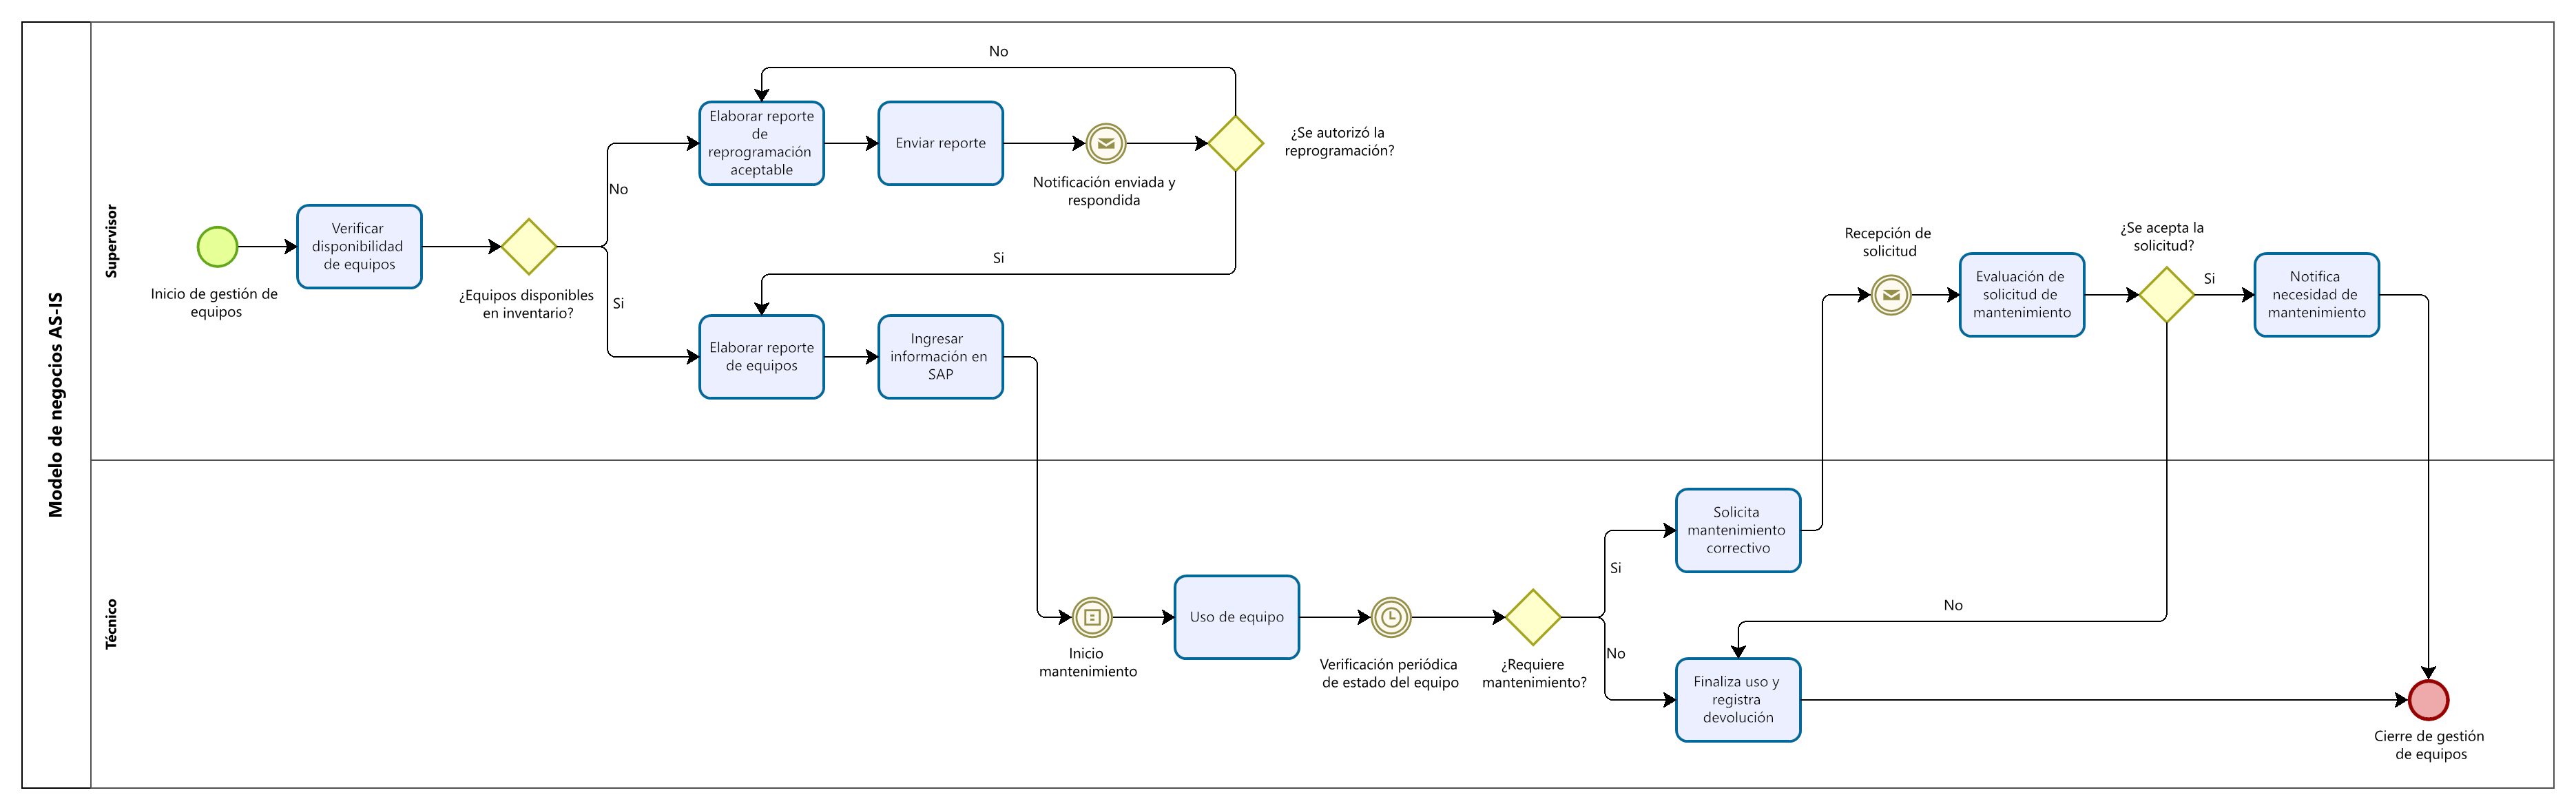 Modelo de negocios AS-IS
Supervisor
Inicio de gestión de
equipos
Verificar
disponibilidad
de equipos
¿Equipos disponibles
en inventario?
No
Si
Elaborar reporte
de
reprogramación
aceptable
Enviar reporte
Notificación enviada y
respondida
¿Se autorizó la
reprogramación?
No
Si
Elaborar reporte
de equipos
Ingresar
información en
SAP
Recepción de
solicitud
Evaluación de
solicitud de
mantenimiento
¿Se acepta la
solicitud?
Si
Notifica
necesidad de
mantenimiento
No
Técnico
Inicio
mantenimiento
Uso de equipo
Verificación periódica
de estado del equipo
¿Requiere
mantenimiento?
Si
No
Solicita
mantenimiento
correctivo
Finaliza uso y
registra
devolución
Cierre de gestión
de equipos